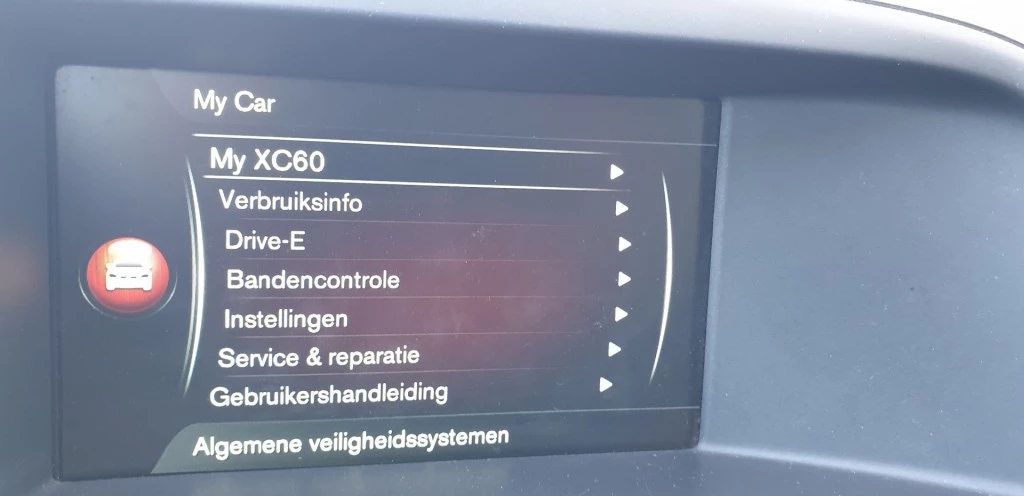 My Car
My XC60
Verbruiksinfo
Drive-E
Bandencontrole
Instellingen
Service & reparatie
Gebruikershandleiding
Algemene veiligheidssystemen